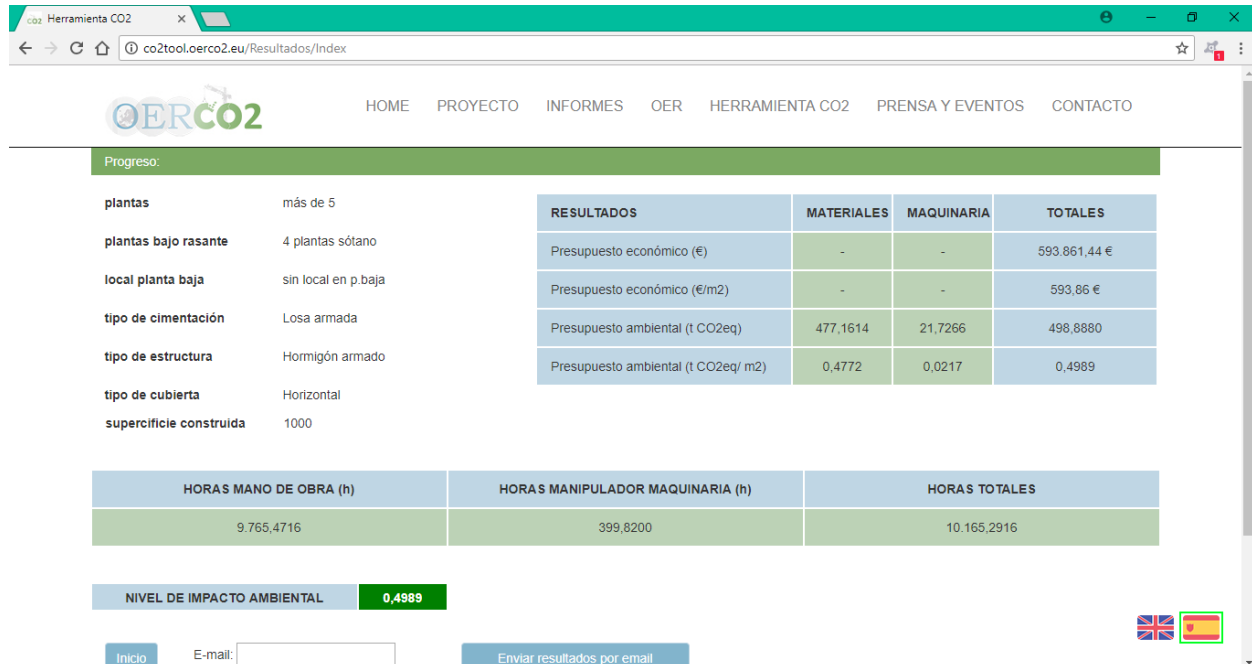 co2 Herramienta CO2
co2tool.oerco2.eu/Resultados/Index
1
OERCO2
HOME PROYECTO INFORMES OER HERRAMIENTA CO2 PRENSA Y EVENTOS CONTACTO
Progreso:
plantas más de 5
plantas bajo rasante 4 plantas sótano
local planta baja sin local en p.baja
tipo de cimentación Losa armada
tipo de estructura Hormigón armado
tipo de cubierta Horizontal
supercificie construida 1000
RESULTADOS MATERIALES MAQUINARIA TOTALES
Presupuesto económico (€) - - 593.861,44 €
Presupuesto económico (€/m2) - - 593,86 €
Presupuesto ambiental (t CO2eq) 477,1614 21,7266 498,8880
Presupuesto ambiental (t CO2eq/ m2) 0,4772 0,0217 0,4989
HORAS MANO DE OBRA (h) HORAS MANIPULADOR MAQUINARIA (h) HORAS TOTALES
9.765,4716 399,8200 10.165,2916
NIVEL DE IMPACTO AMBIENTAL 0,4989
Inicio E-mail: Enviar resultados por email